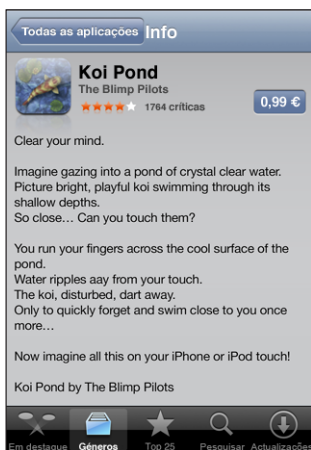 Todas as aplicações Info
Koi Pond
The Blimp Pilots
1764 críticas
0,99 €
Clear your mind.
Imagine gazing into a pond of crystal clear water.
Picture bright, playful koi swimming through its
shallow depths.
So close… Can you touch them?
You run your fingers across the cool surface of the
pond.
Water ripples aay from your touch.
The koi, disturbed, dart away.
Only to quickly forget and swim close to you once
more…
Now imagine all this on your iPhone or iPod touch!
Koi Pond by The Blimp Pilots
Em destaque Géneros Top 25 Pesquisar Actualizações